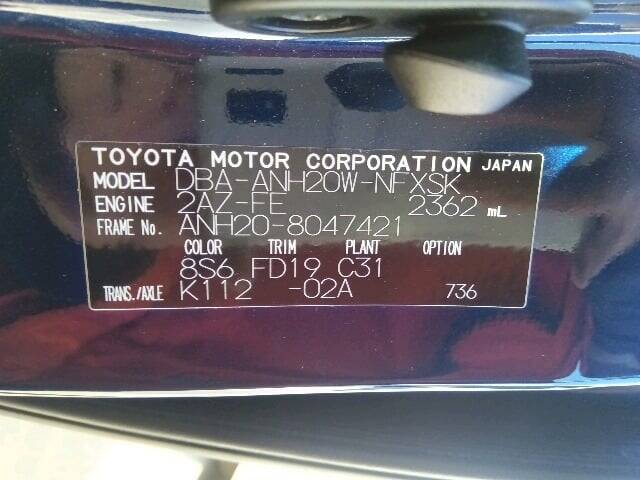 TOYOTA MOTOR CORPORATION JAPAN
MODEL DBA-ANH20W-NFXSK
ENGINE 2AZ-FE 2362 mL
FRAME No. ANH20-8047421
COLOR TRIM PLANT OPTION
8S6 FD19 C31
TRANS./AXLE K112 -02A 736